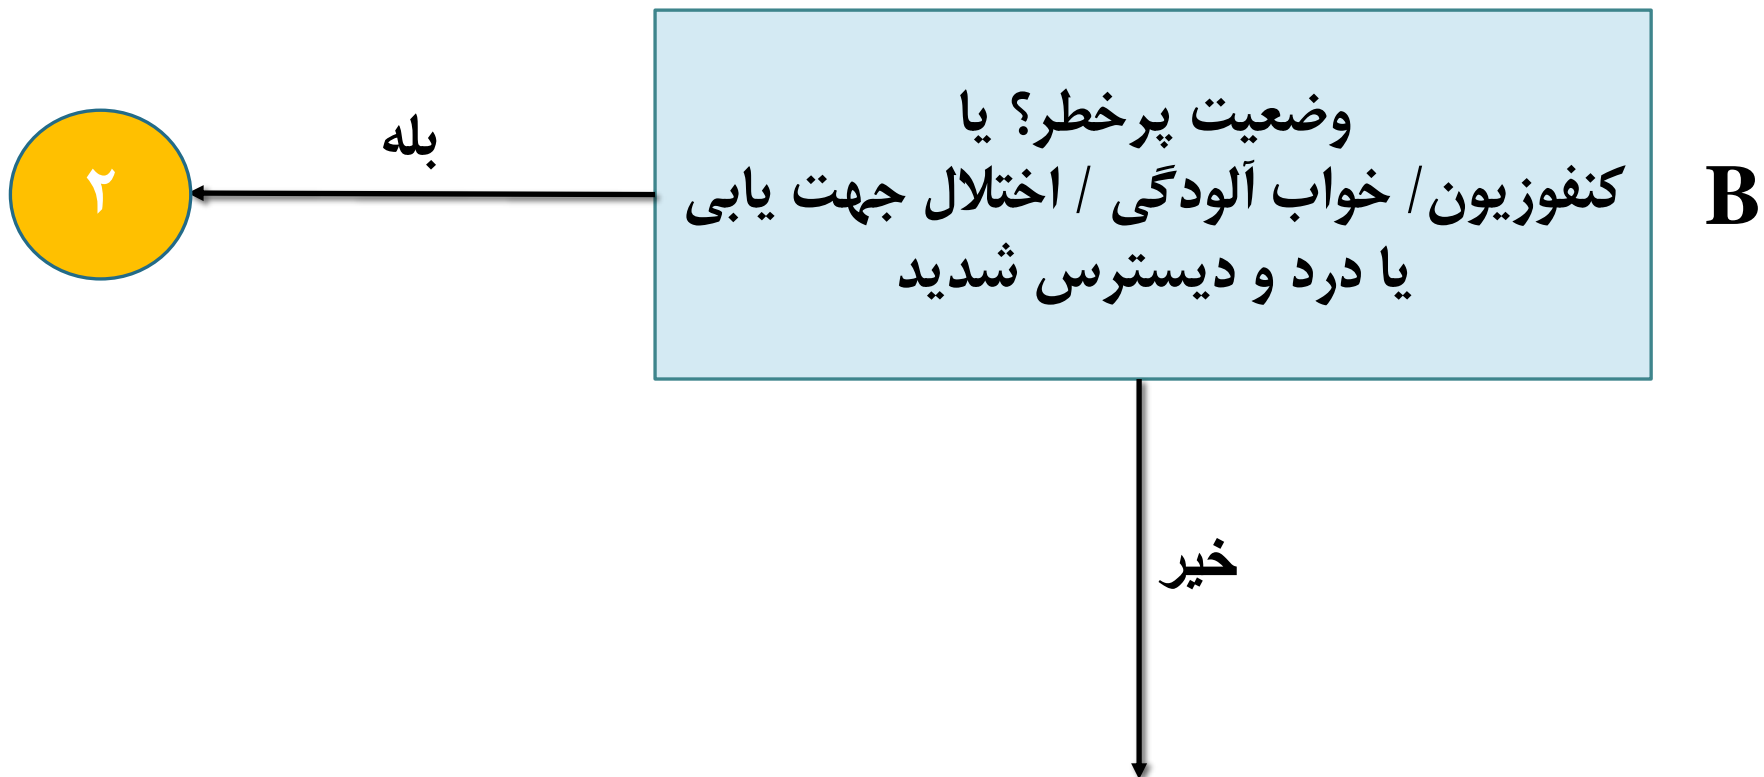 وضعیت پرخطر؟ یا
کنفوزیون/ خواب آلودگی / اختلال جهت یابی
یا درد و دیسترس شدید
B
بله
۲
خیر